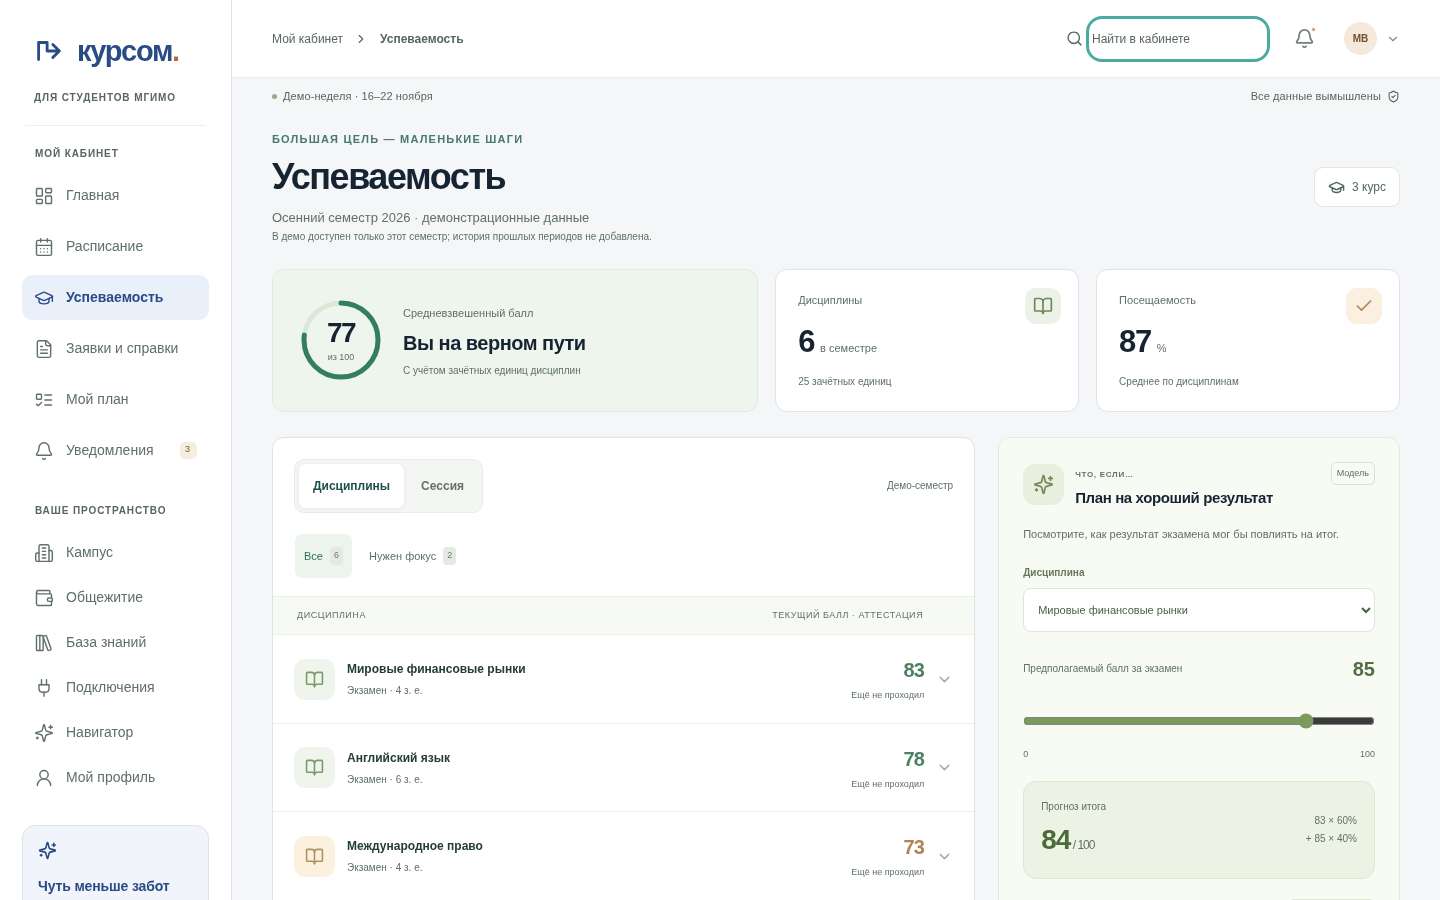 курсом.
ДЛЯ СТУДЕНТОВ МГИМО
МОЙ КАБИНЕТ
Главная
Расписание
Успеваемость
Заявки и справки
Мой план
Уведомления
3
ВАШЕ ПРОСТРАНСТВО
Кампус
Общежитие
База знаний
Подключения
Навигатор
Мой профиль
Чуть меньше забот
Мой кабинет
Успеваемость
Найти в кабинете
МВ
Демо-неделя · 16–22 ноября
Все данные вымышлены
БОЛЬШАЯ ЦЕЛЬ — МАЛЕНЬКИЕ ШАГИ
Успеваемость
Осенний семестр 2026 · демонстрационные данные
В демо доступен только этот семестр; история прошлых периодов не добавлена.
3 курс
77
из 100
Средневзвешенный балл
Вы на верном пути
С учётом зачётных единиц дисциплин
Дисциплины
6 в семестре
25 зачётных единиц
Посещаемость
87 %
Среднее по дисциплинам
Дисциплины
Сессия
Демо-семестр
Все 6
Нужен фокус 2
ДИСЦИПЛИНА
ТЕКУЩИЙ БАЛЛ · АТТЕСТАЦИЯ
Мировые финансовые рынки
Экзамен · 4 з. е.
83
Ещё не проходил
Английский язык
Экзамен · 6 з. е.
78
Ещё не проходил
Международное право
Экзамен · 4 з. е.
73
Ещё не проходил
ЧТО, ЕСЛИ…
План на хороший результат
Модель
Посмотрите, как результат экзамена мог бы повлиять на итог.
Дисциплина
Мировые финансовые рынки
Предполагаемый балл за экзамен
85
0
100
Прогноз итога
84 / 100
83 × 60%
+ 85 × 40%